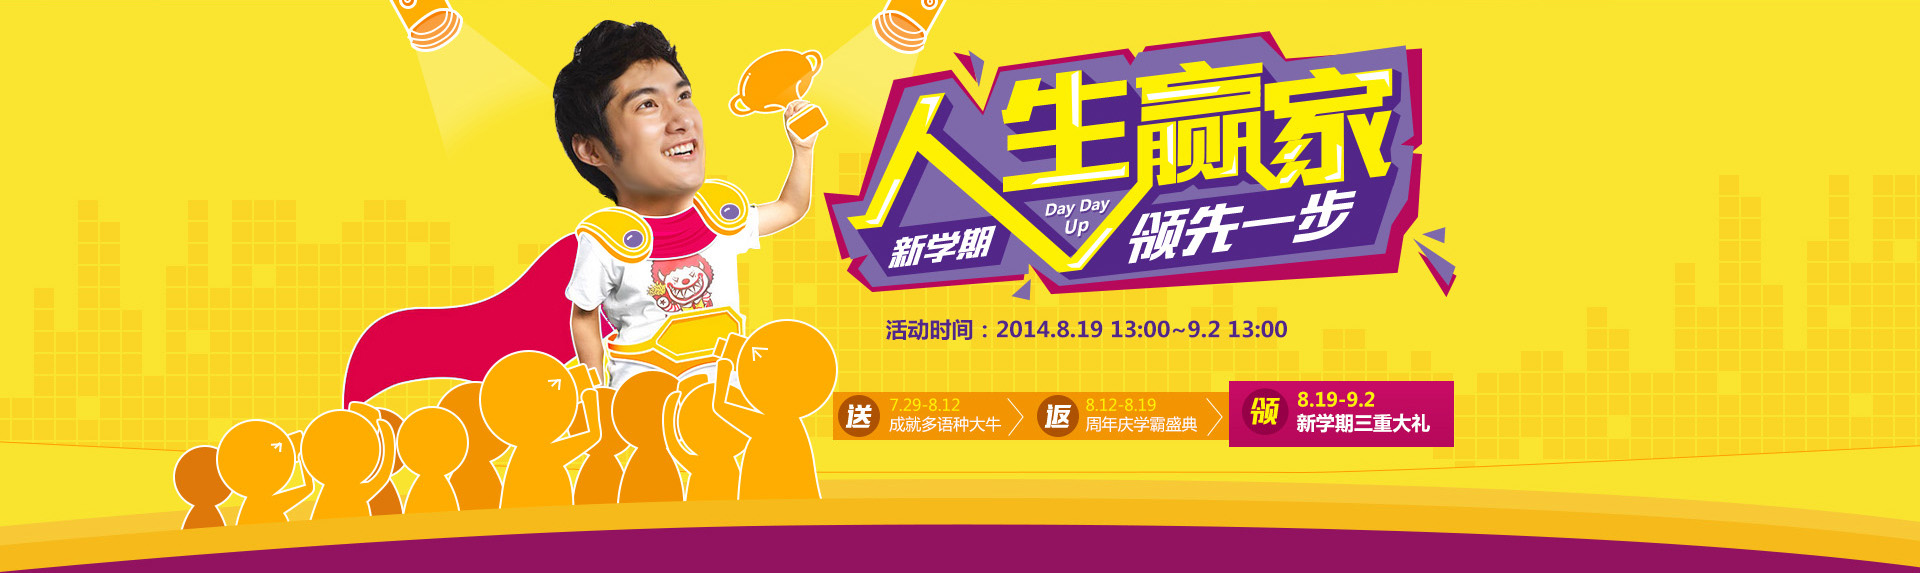 人生赢家
新学期
Day Day
Up
领先一步
活动时间：2014.8.19 13:00~9.2 13:00
送
7.29-8.12
成就多语种大牛
返
8.12-8.19
周年庆学霸盛典
颁
8.19-9.2
新学期三重大礼